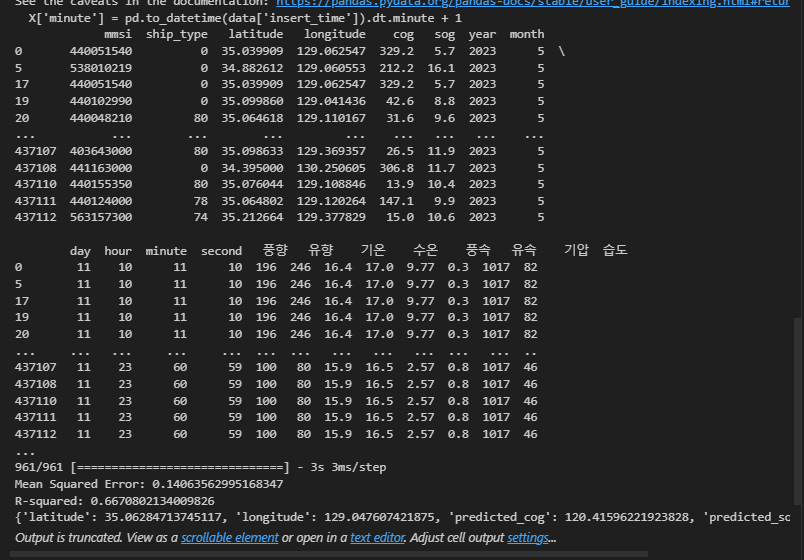 See the caveats in the documentation: https://pandas.pydata.org/pandas-docs/stable/user_guide/indexing.html#retur
X['minute'] = pd.to_datetime(data['insert_time']).dt.minute + 1
mmsi ship_type latitude longitude cog sog year month
0 440051540 0 35.039909 129.062547 329.2 5.7 2023 5 \
5 538010219 0 34.882612 129.060553 212.2 16.1 2023 5
17 440051540 0 35.039909 129.062547 329.2 5.7 2023 5
19 440102990 0 35.099860 129.041436 42.6 8.8 2023 5
20 440048210 80 35.064618 129.110167 31.6 9.6 2023 5
... ... ... ... ... ... ... ... ...
437107 403643000 80 35.098633 129.369357 26.5 11.9 2023 5
437108 441163000 0 34.395000 130.250605 306.8 11.7 2023 5
437110 440155350 80 35.076044 129.108846 13.9 10.4 2023 5
437111 440124000 78 35.064802 129.120264 147.1 9.9 2023 5
437112 563157300 74 35.212664 129.377829 15.0 10.6 2023 5
day hour minute second 풍향 유향 기온 수온 풍속 유속 기압 습도
0 11 10 11 10 196 246 16.4 17.0 9.77 0.3 1017 82
5 11 10 11 10 196 246 16.4 17.0 9.77 0.3 1017 82
17 11 10 11 10 196 246 16.4 17.0 9.77 0.3 1017 82
19 11 10 11 10 196 246 16.4 17.0 9.77 0.3 1017 82
20 11 10 11 10 196 246 16.4 17.0 9.77 0.3 1017 82
... ... ... ... ... ... ... ... ... ... ... ... ..
437107 11 23 60 59 100 80 15.9 16.5 2.57 0.8 1017 46
437108 11 23 60 59 100 80 15.9 16.5 2.57 0.8 1017 46
437110 11 23 60 59 100 80 15.9 16.5 2.57 0.8 1017 46
437111 11 23 60 59 100 80 15.9 16.5 2.57 0.8 1017 46
437112 11 23 60 59 100 80 15.9 16.5 2.57 0.8 1017 46
...
961/961 [==============================] - 3s 3ms/step
Mean Squared Error: 0.14063562995168347
R-squared: 0.6670802134009826
{'latitude': 35.06284713745117, 'longitude': 129.047607421875, 'predicted_cog': 120.41596221923828, 'predicted_so
Output is truncated. View as a scrollable element or open in a text editor. Adjust cell output settings...